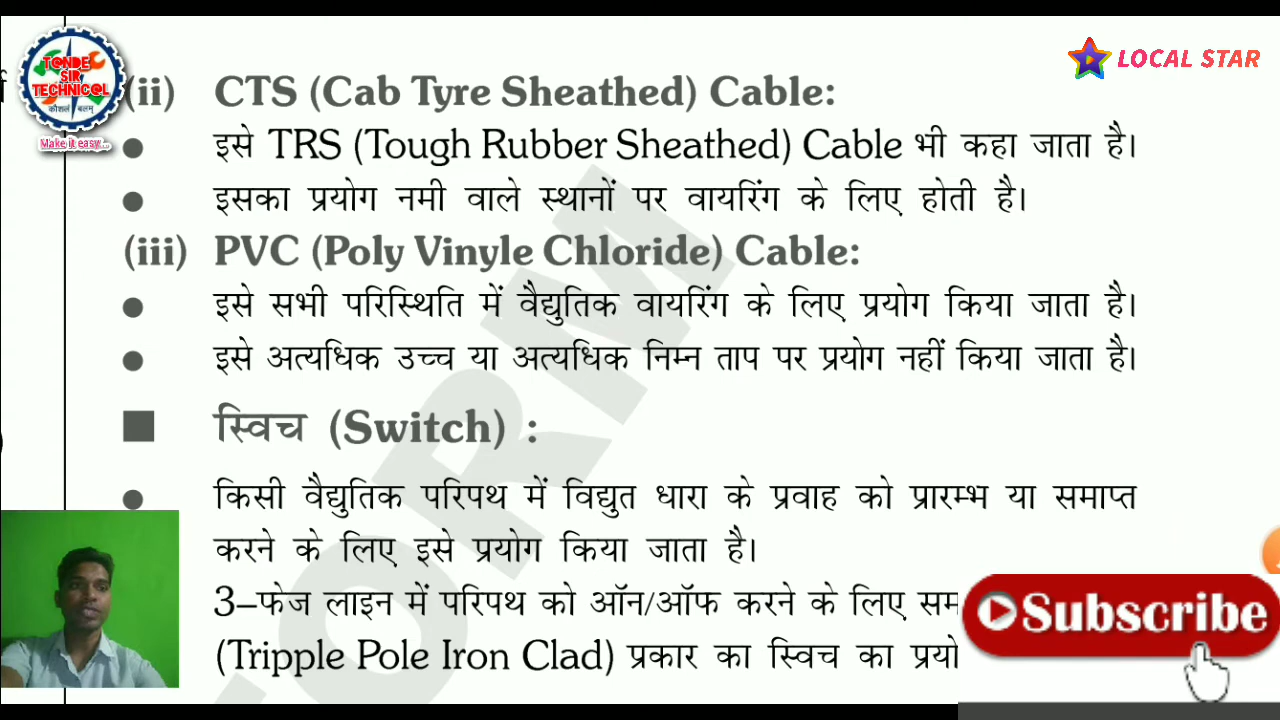 TONDE
SIR
TECHNICOL
कौशलं बलम्
Make it easy...
LOCAL STAR
(ii) CTS (Cab Tyre Sheathed) Cable:
इसे TRS (Tough Rubber Sheathed) Cable भी कहा जाता है।
इसका प्रयोग नमी वाले स्थानों पर वायरिंग के लिए होती है।
(iii) PVC (Poly Vinyle Chloride) Cable:
इसे सभी परिस्थिति में वैद्युतिक वायरिंग के लिए प्रयोग किया जाता है।
इसे अत्यधिक उच्च या अत्यधिक निम्न ताप पर प्रयोग नहीं किया जाता है।
स्विच (Switch) :
किसी वैद्युतिक परिपथ में विद्युत धारा के प्रवाह को प्रारम्भ या समाप्त
करने के लिए इसे प्रयोग किया जाता है।
3–फेज लाइन में परिपथ को ऑन/ऑफ करने के लिए
(Tripple Pole Iron Clad) प्रकार का स्विच का
Subscribe